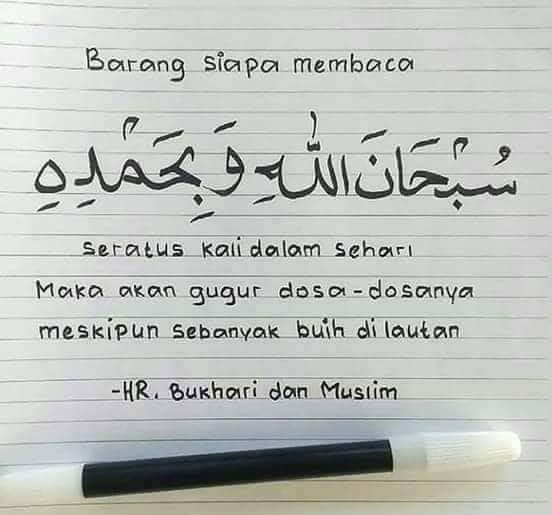 Barang siapa membaca
سُبْحَانَ اللّٰهِ وَبِحَمْدِهِ
seratus kali dalam sehari
Maka akan gugur dosa-dosanya
meskipun sebanyak buih di lautan
-HR. Bukhari dan Muslim